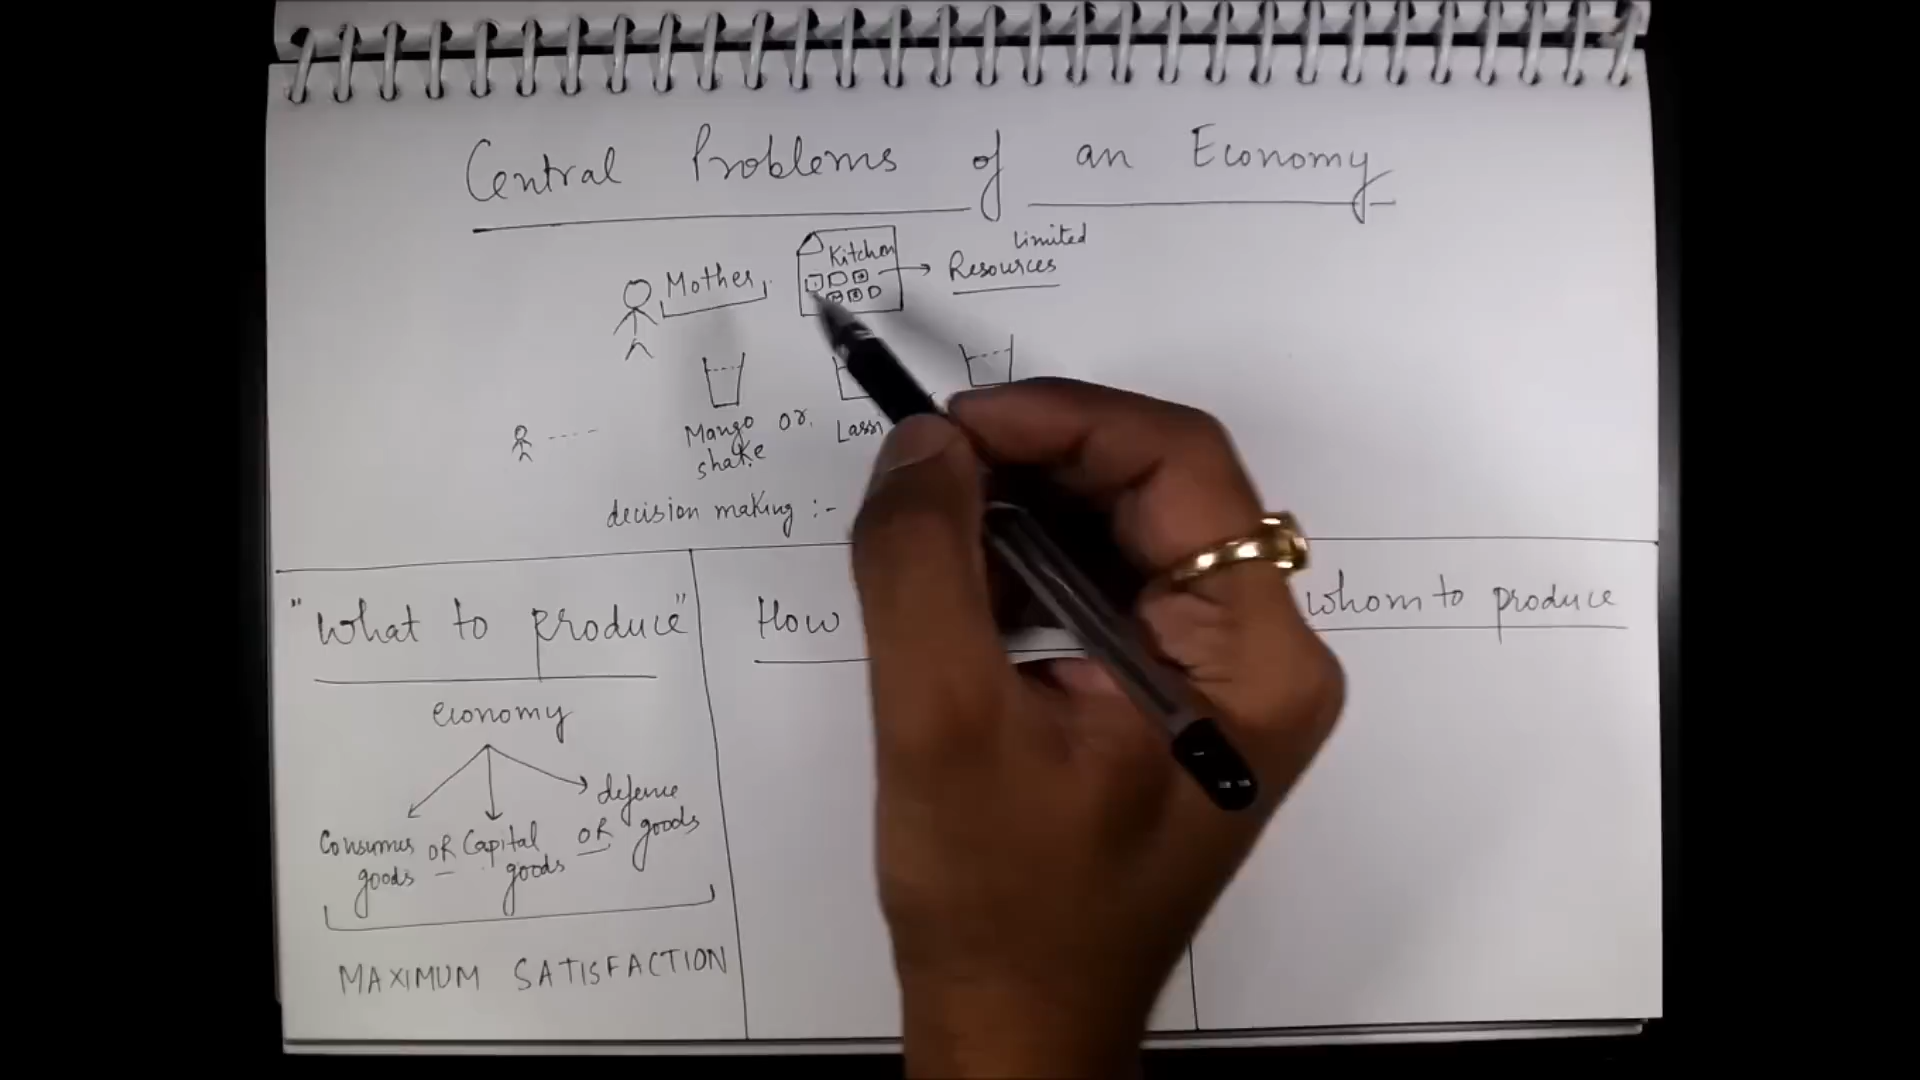 Central Problems of an Economy
Mother
Kitchen
limited
Resources
Mango or Lassi
shake
decision making :-
"What to produce"
How
whom to produce
economy
defence
goods
Consumer OR Capital OR
goods
goods
MAXIMUM SATISFACTION